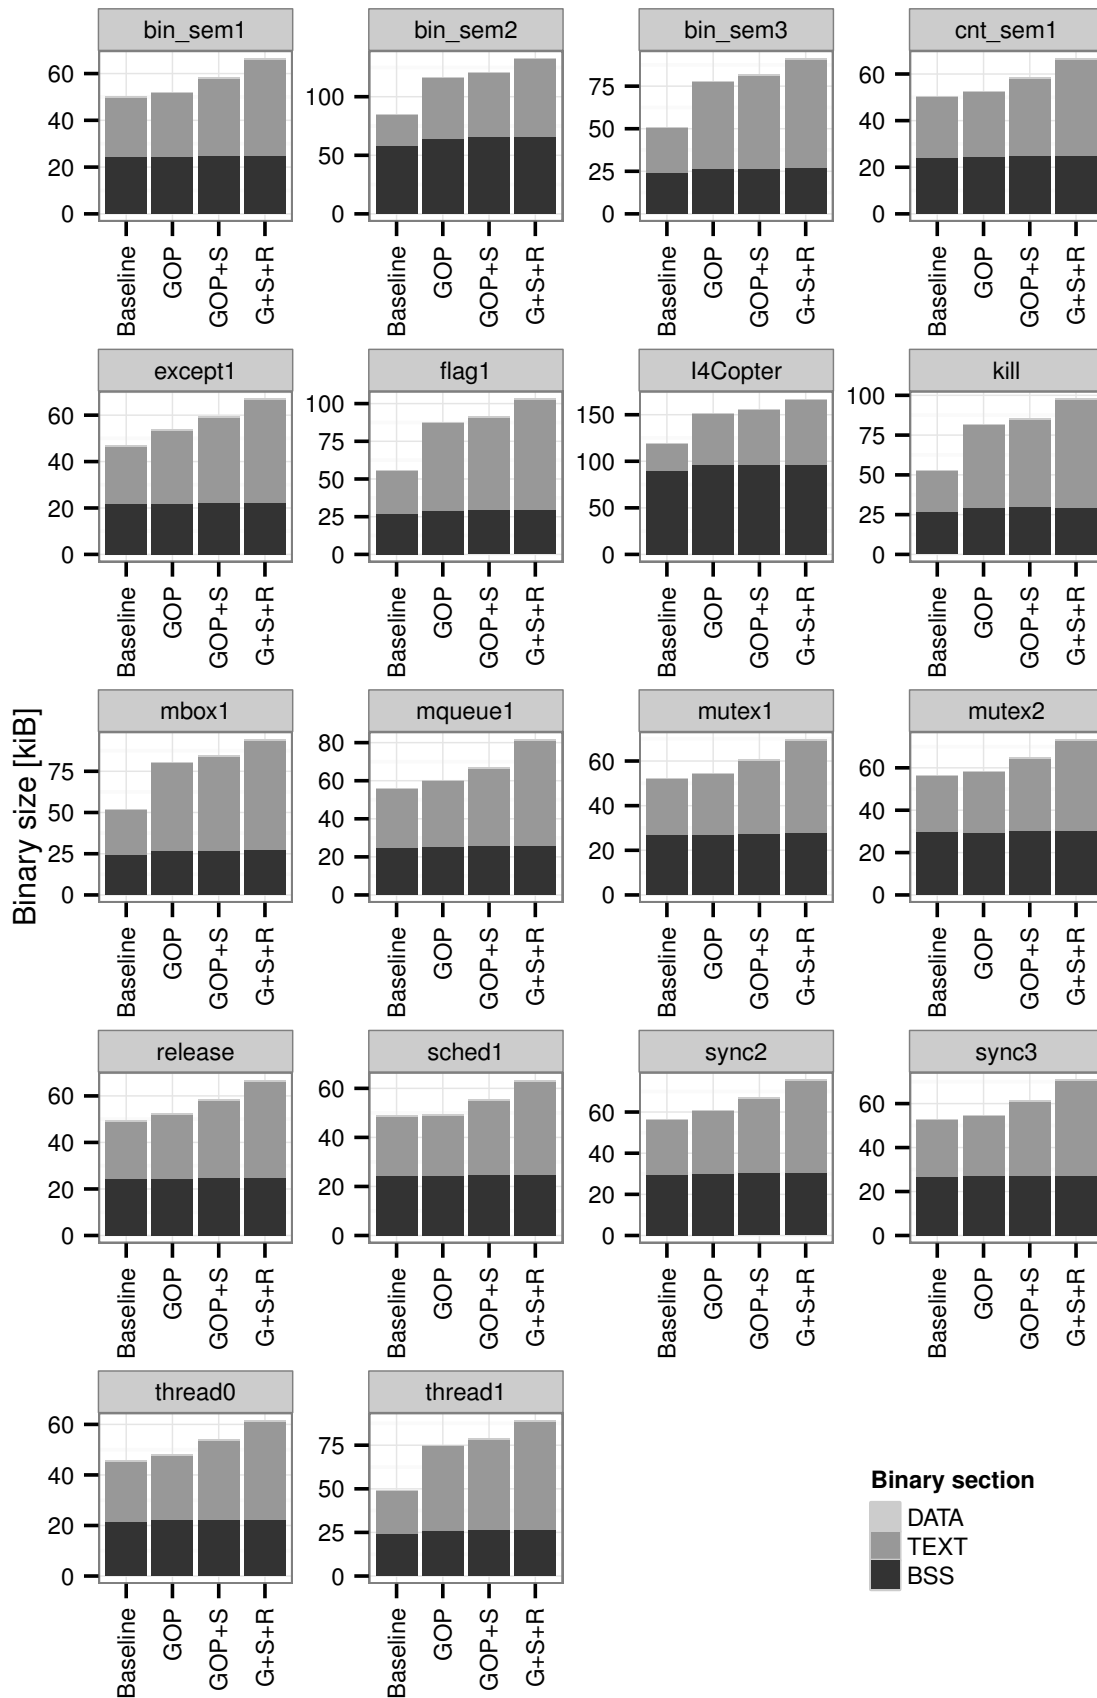 bin_sem1 bin_sem2 bin_sem3 cnt_sem1
60 40 20 0
100 50 0
75 50 25 0
60 40 20 0
Baseline GOP GOP+S G+S+R
Baseline GOP GOP+S G+S+R
Baseline GOP GOP+S G+S+R
Baseline GOP GOP+S G+S+R
except1 flag1 I4Copter kill
60 40 20 0
100 75 50 25 0
150 100 50 0
100 75 50 25 0
Baseline GOP GOP+S G+S+R
Baseline GOP GOP+S G+S+R
Baseline GOP GOP+S G+S+R
Baseline GOP GOP+S G+S+R
Binary size [kiB]
mbox1 mqueue1 mutex1 mutex2
75 50 25 0
80 60 40 20 0
60 40 20 0
60 40 20 0
Baseline GOP GOP+S G+S+R
Baseline GOP GOP+S G+S+R
Baseline GOP GOP+S G+S+R
Baseline GOP GOP+S G+S+R
release sched1 sync2 sync3
60 40 20 0
60 40 20 0
60 40 20 0
60 40 20 0
Baseline GOP GOP+S G+S+R
Baseline GOP GOP+S G+S+R
Baseline GOP GOP+S G+S+R
Baseline GOP GOP+S G+S+R
thread0 thread1
60 40 20 0
75 50 25 0
Baseline GOP GOP+S G+S+R
Baseline GOP GOP+S G+S+R
Binary section
DATA
TEXT
BSS